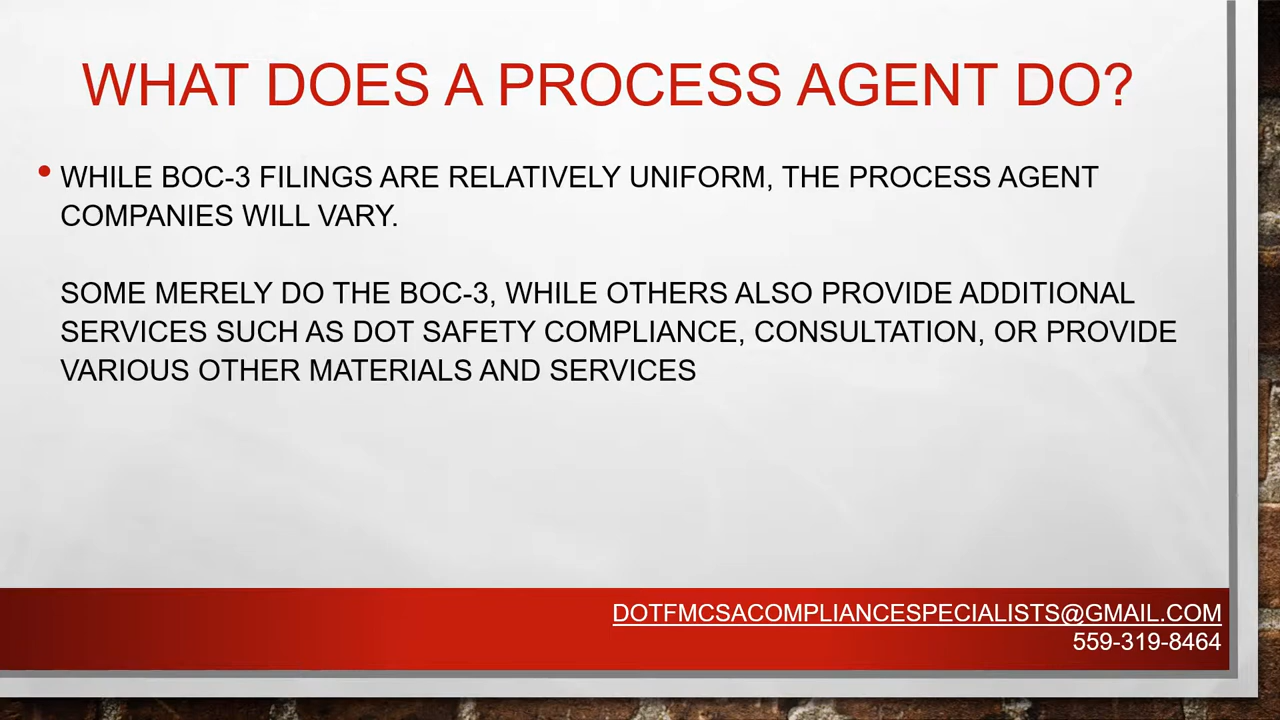 WHAT DOES A PROCESS AGENT DO?
• WHILE BOC-3 FILINGS ARE RELATIVELY UNIFORM, THE PROCESS AGENT
COMPANIES WILL VARY.
SOME MERELY DO THE BOC-3, WHILE OTHERS ALSO PROVIDE ADDITIONAL
SERVICES SUCH AS DOT SAFETY COMPLIANCE, CONSULTATION, OR PROVIDE
VARIOUS OTHER MATERIALS AND SERVICES
DOTFMCSACOMPLIANCESPECIALISTS@GMAIL.COM
559-319-8464